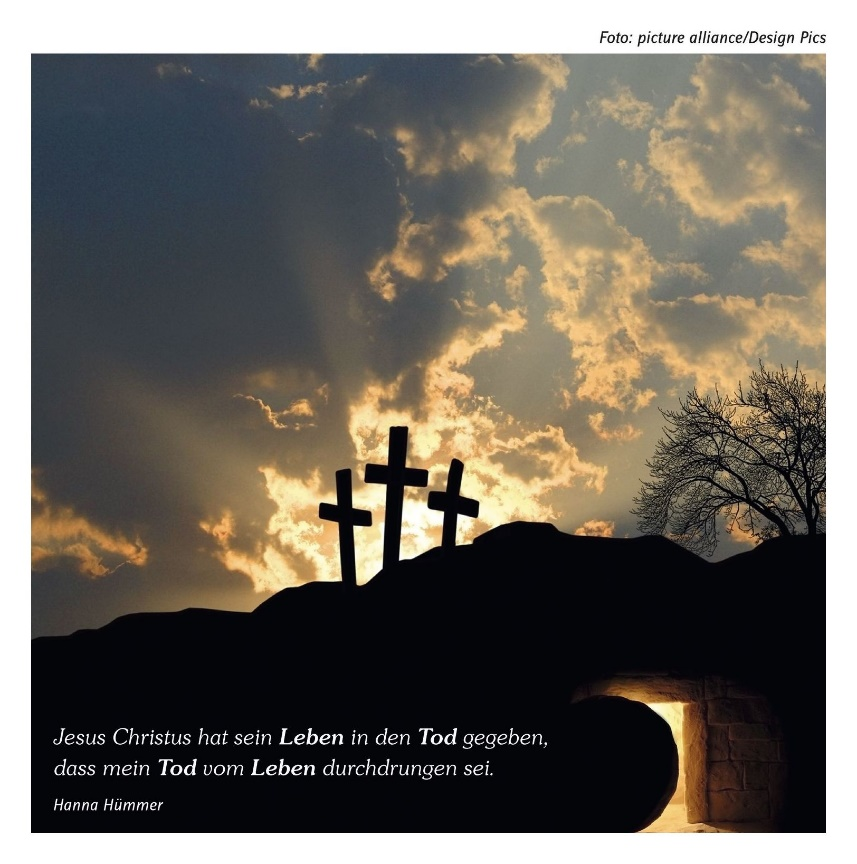 Foto: picture alliance/Design Pics
Jesus Christus hat sein Leben in den Tod gegeben,
dass mein Tod vom Leben durchdrungen sei.
Hanna Hümmer